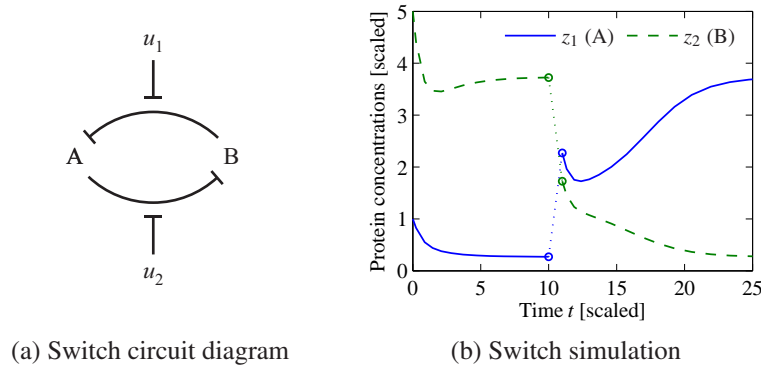 u1
A
B
u2
(a) Switch circuit diagram
Protein concentrations [scaled]
5
4
3
2
1
0
z1 (A)
z2 (B)
0 5 10 15 20 25
Time t [scaled]
(b) Switch simulation